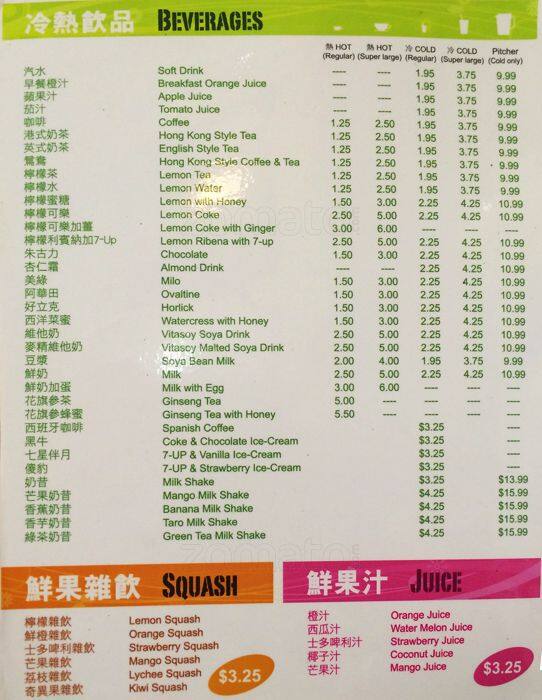 冷熱飲品 BEVERAGES
熱 HOT (Regular) 熱 HOT (Super large) 冷 COLD (Regular) 冷 COLD (Super large) Pitcher (Cold only)
汽水 Soft Drink ---- ---- 1.95 3.75 9.99
早餐橙汁 Breakfast Orange Juice ---- ---- 1.95 3.75 9.99
蘋果汁 Apple Juice ---- ---- 1.95 3.75 9.99
茄汁 Tomato Juice ---- ---- 1.95 3.75 9.99
咖啡 Coffee 1.25 2.50 1.95 3.75 9.99
港式奶茶 Hong Kong Style Tea 1.25 2.50 1.95 3.75 9.99
英式奶茶 English Style Tea 1.25 2.50 1.95 3.75 9.99
鴛鴦 Hong Kong Style Coffee & Tea 1.25 2.50 1.95 3.75 9.99
檸檬茶 Lemon Tea 1.25 2.50 1.95 3.75 9.99
檸檬水 Lemon Water 1.25 2.50 1.95 3.75 9.99
檸檬蜜糖 Lemon with Honey 1.50 3.00 2.25 4.25 10.99
檸檬可樂 Lemon Coke 2.50 5.00 2.25 4.25 10.99
檸檬可樂加薑 Lemon Coke with Ginger 3.00 6.00 ---- ---- ----
檸檬利賓納加7-Up Lemon Ribena with 7-up 2.50 5.00 2.25 4.25 10.99
朱古力 Chocolate 1.50 3.00 2.25 4.25 10.99
杏仁霜 Almond Drink ---- ---- 2.25 4.25 10.99
美綠 Milo 1.50 3.00 2.25 4.25 10.99
阿華田 Ovaltine 1.50 3.00 2.25 4.25 10.99
好立克 Horlick 1.50 3.00 2.25 4.25 10.99
西洋菜蜜 Watercress with Honey 1.50 3.00 2.25 4.25 10.99
維他奶 Vitasoy Soya Drink 2.50 5.00 2.25 4.25 10.99
麥精維他奶 Vitasoy Malted Soya Drink 2.50 5.00 2.25 4.25 10.99
豆漿 Soya Bean Milk 2.00 4.00 1.95 3.75 9.99
鮮奶 Milk 2.50 5.00 2.25 4.25 10.99
鮮奶加蛋 Milk with Egg 3.00 6.00 ---- ---- ----
花旗參茶 Ginseng Tea 5.00 ---- ---- ---- ----
花旗參蜂蜜 Ginseng Tea with Honey 5.50 ---- ---- ---- ----
西班牙咖啡 Spanish Coffee $3.25 ----
黑牛 Coke & Chocolate Ice-Cream $3.25 ----
七星伴月 7-UP & Vanilla Ice-Cream $3.25 ----
優豹 7-UP & Strawberry Ice-Cream $3.25 ----
奶昔 Milk Shake $3.25 $13.99
芒果奶昔 Mango Milk Shake $4.25 $15.99
香蕉奶昔 Banana Milk Shake $4.25 $15.99
香芋奶昔 Taro Milk Shake $4.25 $15.99
綠茶奶昔 Green Tea Milk Shake $4.25 $15.99
zomato
zomato
鮮果雜飲 SQUASH
檸檬雜飲 Lemon Squash
鮮橙雜飲 Orange Squash
士多啤利雜飲 Strawberry Squash
芒果雜飲 Mango Squash
荔枝雜飲 Lychee Squash
奇異果雜飲 Kiwi Squash
$3.25
鮮果汁 JUICE
橙汁 Orange Juice
西瓜汁 Water Melon Juice
士多啤利汁 Strawberry Juice
椰子汁 Coconut Juice
芒果汁 Mango Juice
$3.25